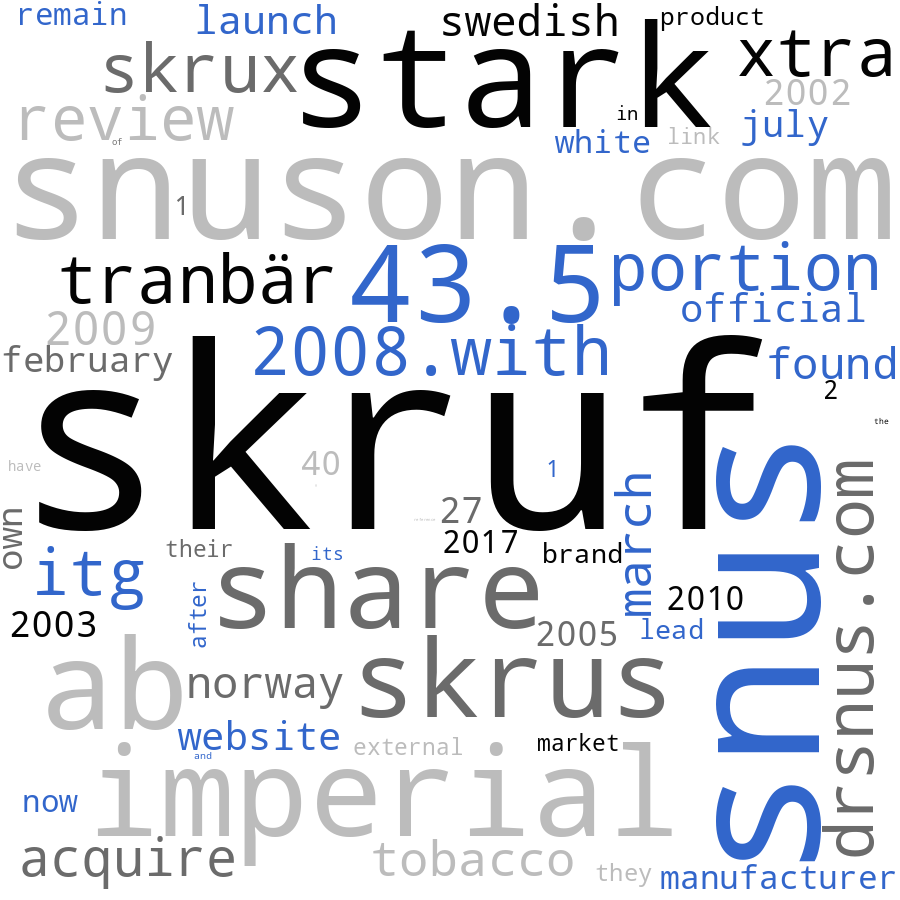 remain
launch
swedish
product
stark
xtra
skrux
2002
review
in
july
of
white
link
snuson.com
1
tranbär
43.5
portion
official
2009
2008.with
february
found
2
skruf
the
have
40
1
snus
drsnus.com
march
27
own
2017
brand
their
its
itg
share
after
2010
2003
2005
lead
ab
norway
skrus
website
external
market
and
imperial
now
acquire
tobacco
they
manufacturer